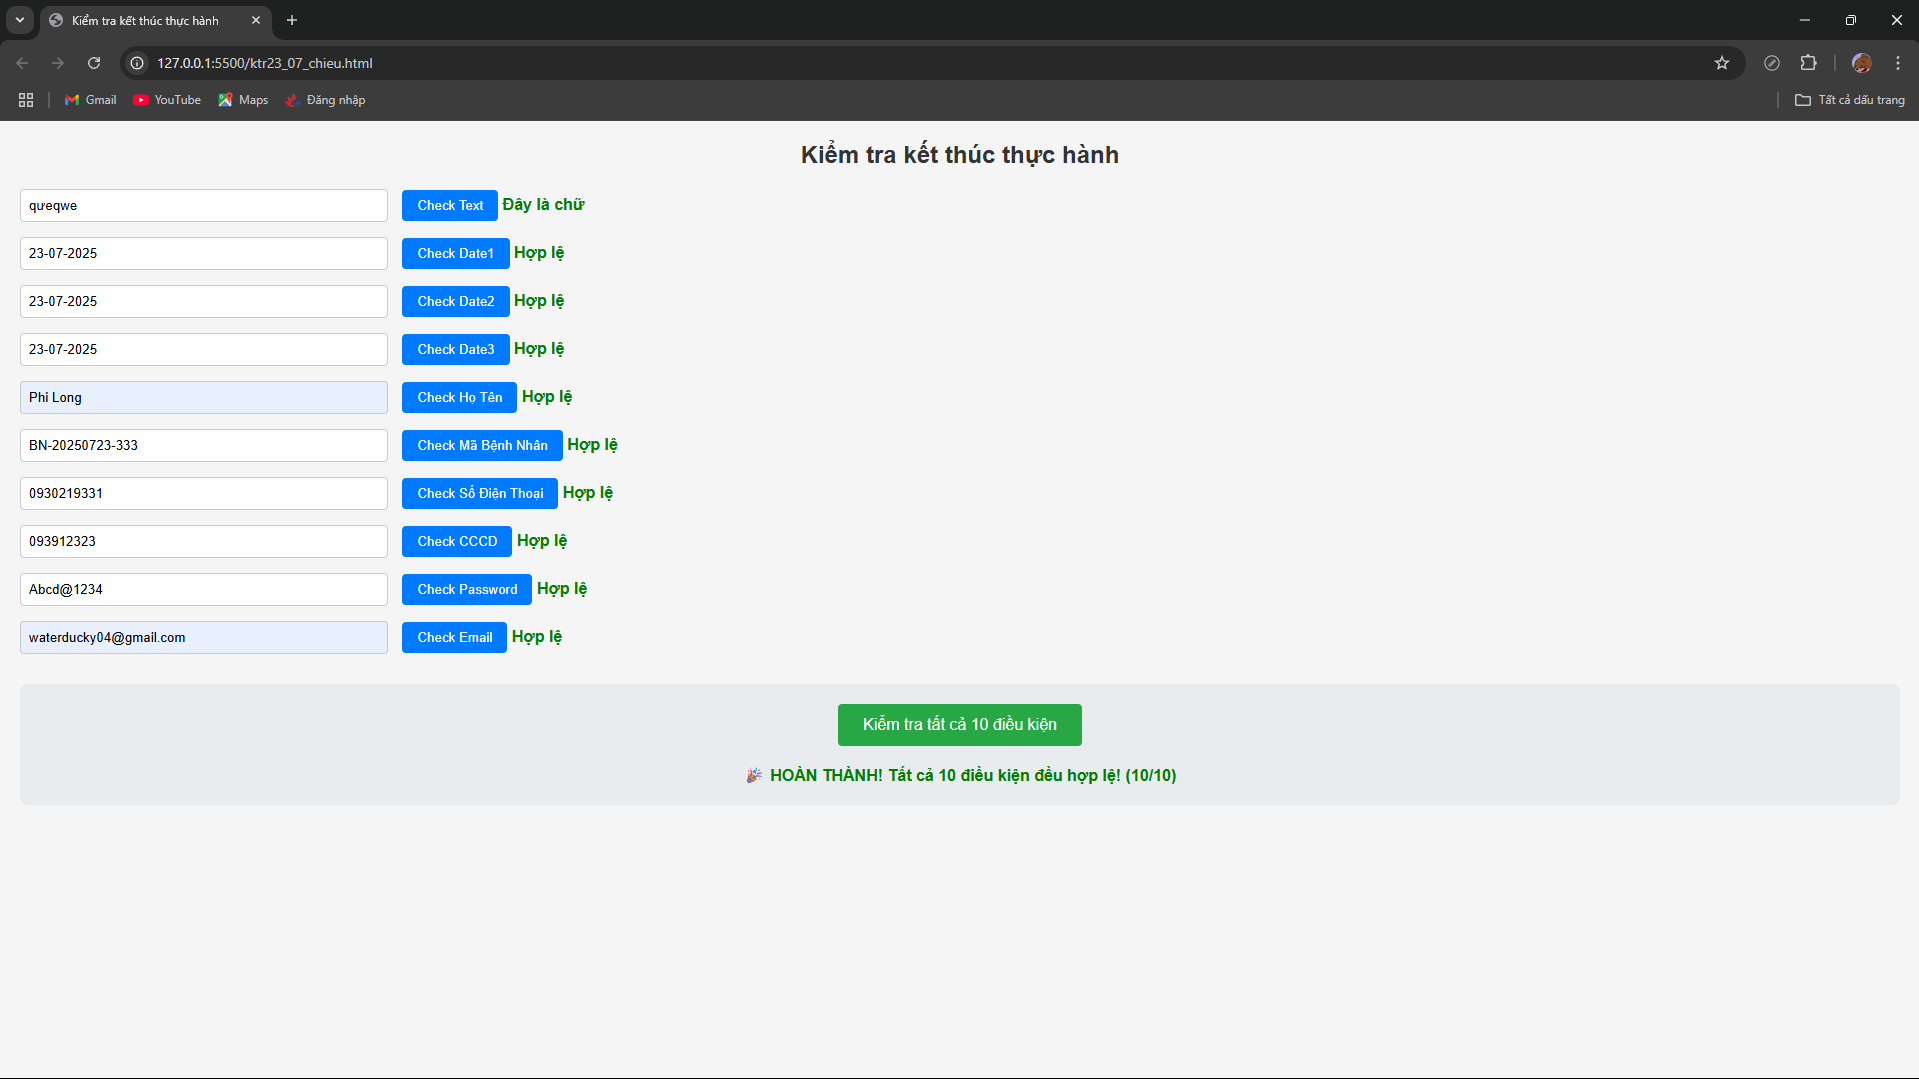 Kiểm tra kết thúc thực hành
127.0.0.1:5500/ktr23_07_chieu.html
Gmail YouTube Maps Đăng nhập Tất cả dấu trang
Kiểm tra kết thúc thực hành
qưeqwe Check Text Đây là chữ
23-07-2025 Check Date1 Hợp lệ
23-07-2025 Check Date2 Hợp lệ
23-07-2025 Check Date3 Hợp lệ
Phi Long Check Họ Tên Hợp lệ
BN-20250723-333 Check Mã Bệnh Nhân Hợp lệ
0930219331 Check Số Điện Thoại Hợp lệ
093912323 Check CCCD Hợp lệ
Abcd@1234 Check Password Hợp lệ
waterducky04@gmail.com Check Email Hợp lệ
Kiểm tra tất cả 10 điều kiện
🎉 HOÀN THÀNH! Tất cả 10 điều kiện đều hợp lệ! (10/10)